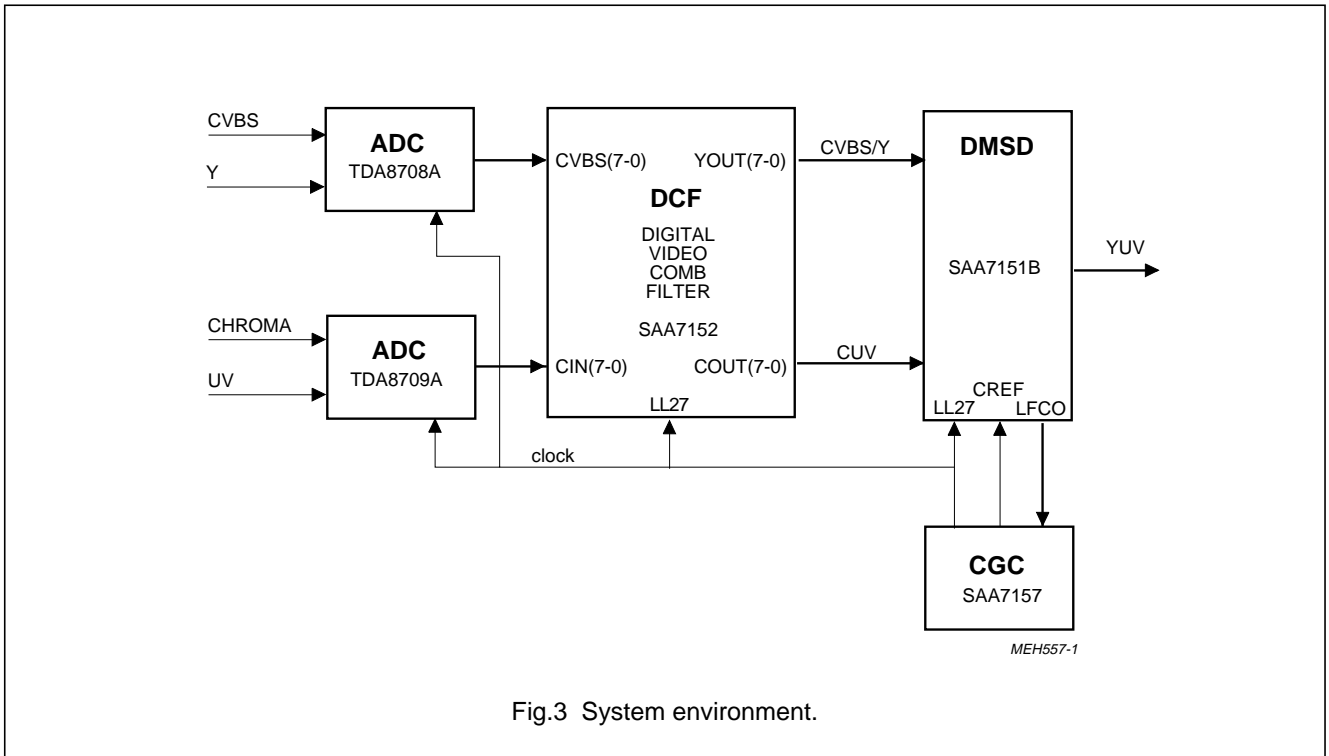 CVBS
Y
ADC
TDA8708A
CHROMA
UV
ADC
TDA8709A
CVBS(7-0)
YOUT(7-0)
DCF
DIGITAL
VIDEO
COMB
FILTER
SAA7152
CIN(7-0)
COUT(7-0)
LL27
clock
CVBS/Y
CUV
DMSD
SAA7151B
CREF
LL27
LFCO
YUV
CGC
SAA7157
MEH557-1
Fig.3 System environment.